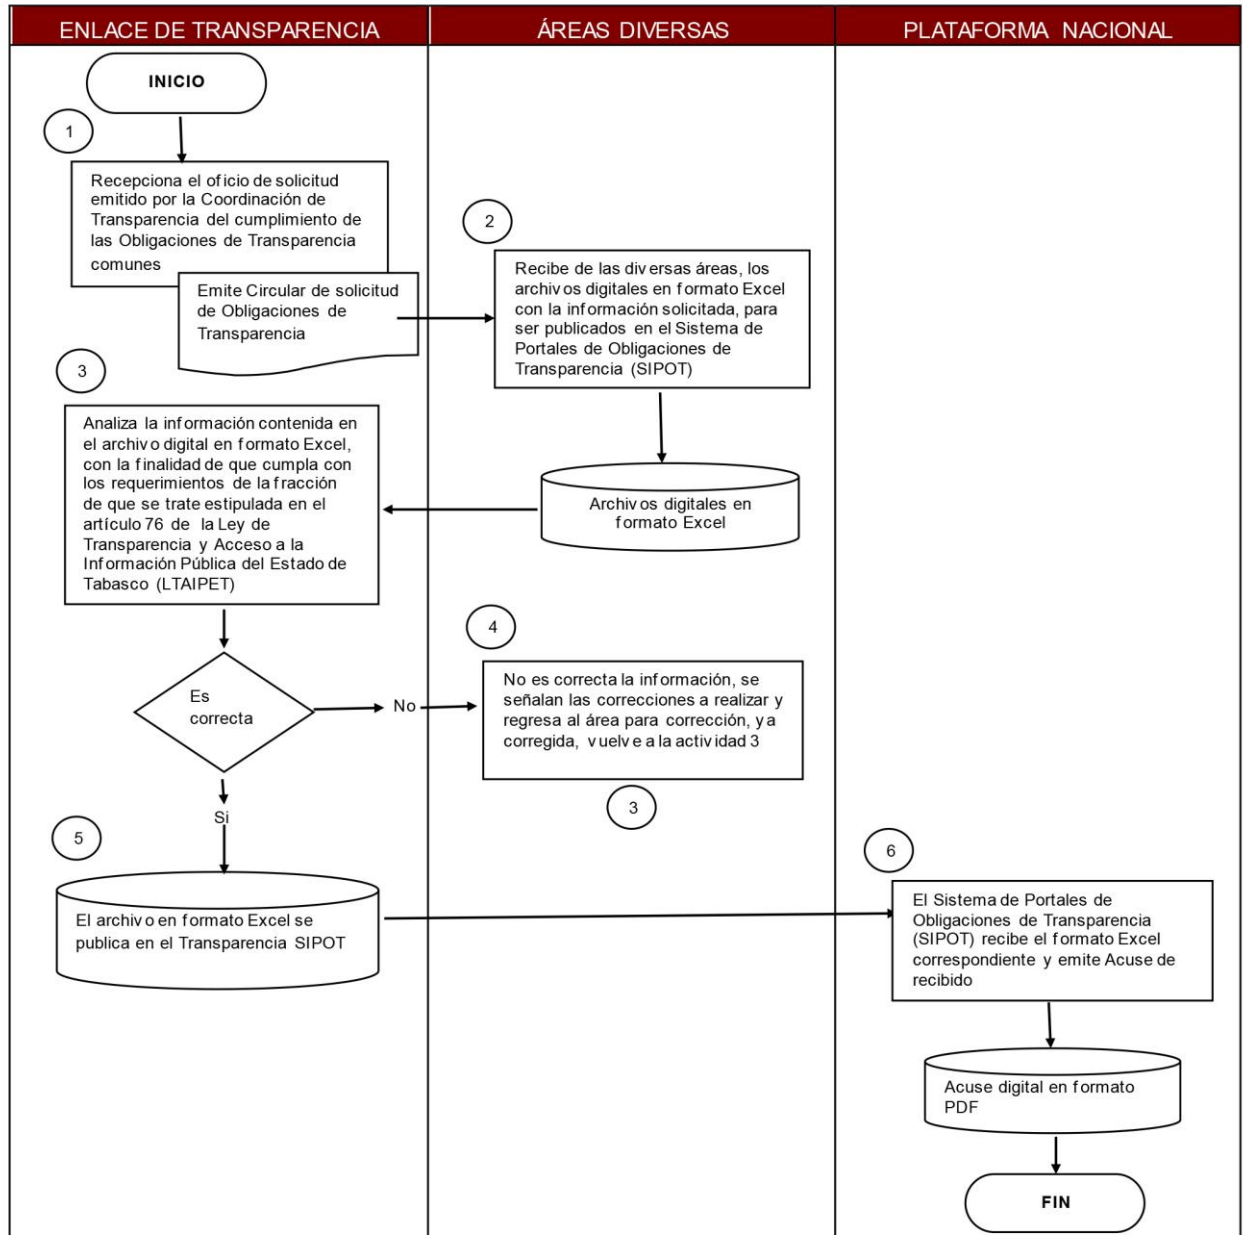 ENLACE DE TRANSPARENCIA
ÁREAS DIVERSAS
PLATAFORMA NACIONAL
INICIO
1
Recepciona el oficio de solicitud
emitido por la Coordinación de
Transparencia del cumplimiento de
las Obligaciones de Transparencia
comunes
Emite Circular de solicitud
de Obligaciones de
Transparencia
2
Recibe de las diversas áreas, los
archivos digitales en formato Excel
con la información solicitada, para
ser publicados en el Sistema de
Portales de Obligaciones de
Transparencia (SIPOT)
Archivos digitales en
formato Excel
3
Analiza la información contenida en
el archivo digital en formato Excel,
con la finalidad de que cumpla con
los requerimientos de la fracción
de que se trate estipulada en el
artículo 76 de la Ley de
Transparencia y Acceso a la
Información Pública del Estado de
Tabasco (LTAIPET)
Es
correcta
No
4
No es correcta la información, se
señalan las correcciones a realizar y
regresa al área para corrección, ya
corregida, vuelve a la actividad 3
3
Si
5
El archivo en formato Excel se
publica en el Transparencia SIPOT
6
El Sistema de Portales de
Obligaciones de Transparencia
(SIPOT) recibe el formato Excel
correspondiente y emite Acuse de
recibido
Acuse digital en formato
PDF
FIN